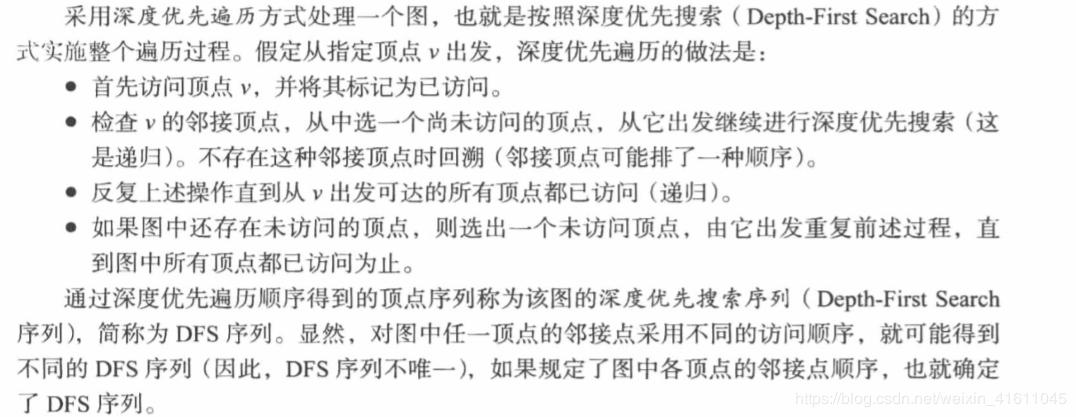 采用深度优先遍历方式处理一个图，也就是按照深度优先搜索（Depth-First Search）的方
式实施整个遍历过程。假定从指定顶点 v 出发，深度优先遍历的做法是：
● 首先访问顶点 v，并将其标记为已访问。
● 检查 v 的邻接顶点，从中选一个尚未访问的顶点，从它出发继续进行深度优先搜索（这
是递归）。不存在这种邻接顶点时回溯（邻接顶点可能排了一种顺序）。
● 反复上述操作直到从 v 出发可达的所有顶点都已访问（递归）。
● 如果图中还存在未访问的顶点，则选出一个未访问顶点，由它出发重复前述过程，直
到图中所有顶点都已访问为止。
通过深度优先遍历顺序得到的顶点序列称为该图的深度优先搜索序列（Depth-First Search
序列），简称为 DFS 序列。显然，对图中任一顶点的邻接点采用不同的访问顺序，就可能得到
不同的 DFS 序列（因此，DFS 序列不唯一），如果规定了图中各顶点的邻接点顺序，也就确定
了 DFS 序列。
https://blog.csdn.net/weixin_41611045